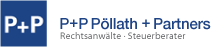 P+P
P+P Pöllath + Partners
Rechtsanwälte · Steuerberater